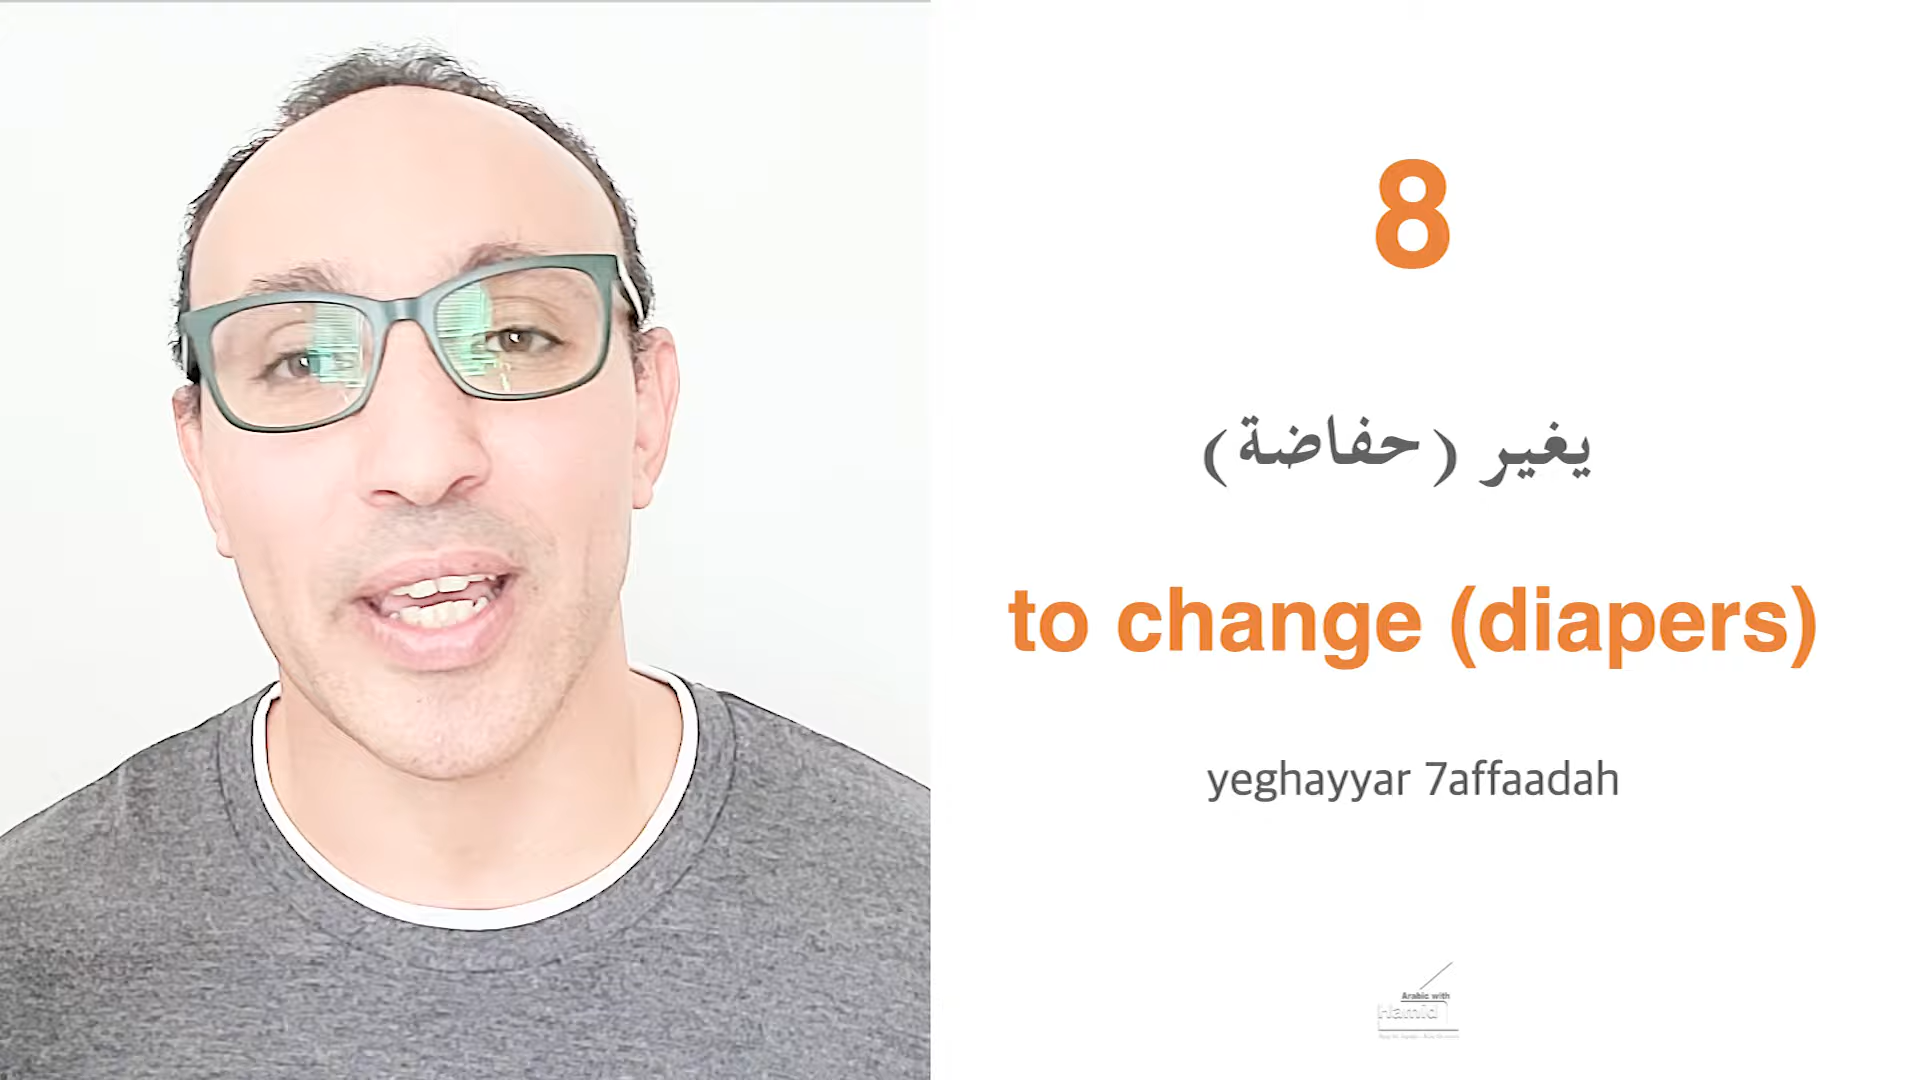 8
يغير (حفاضة)
to change (diapers)
yeghayyar 7affaadah
Arabic with
Hamid